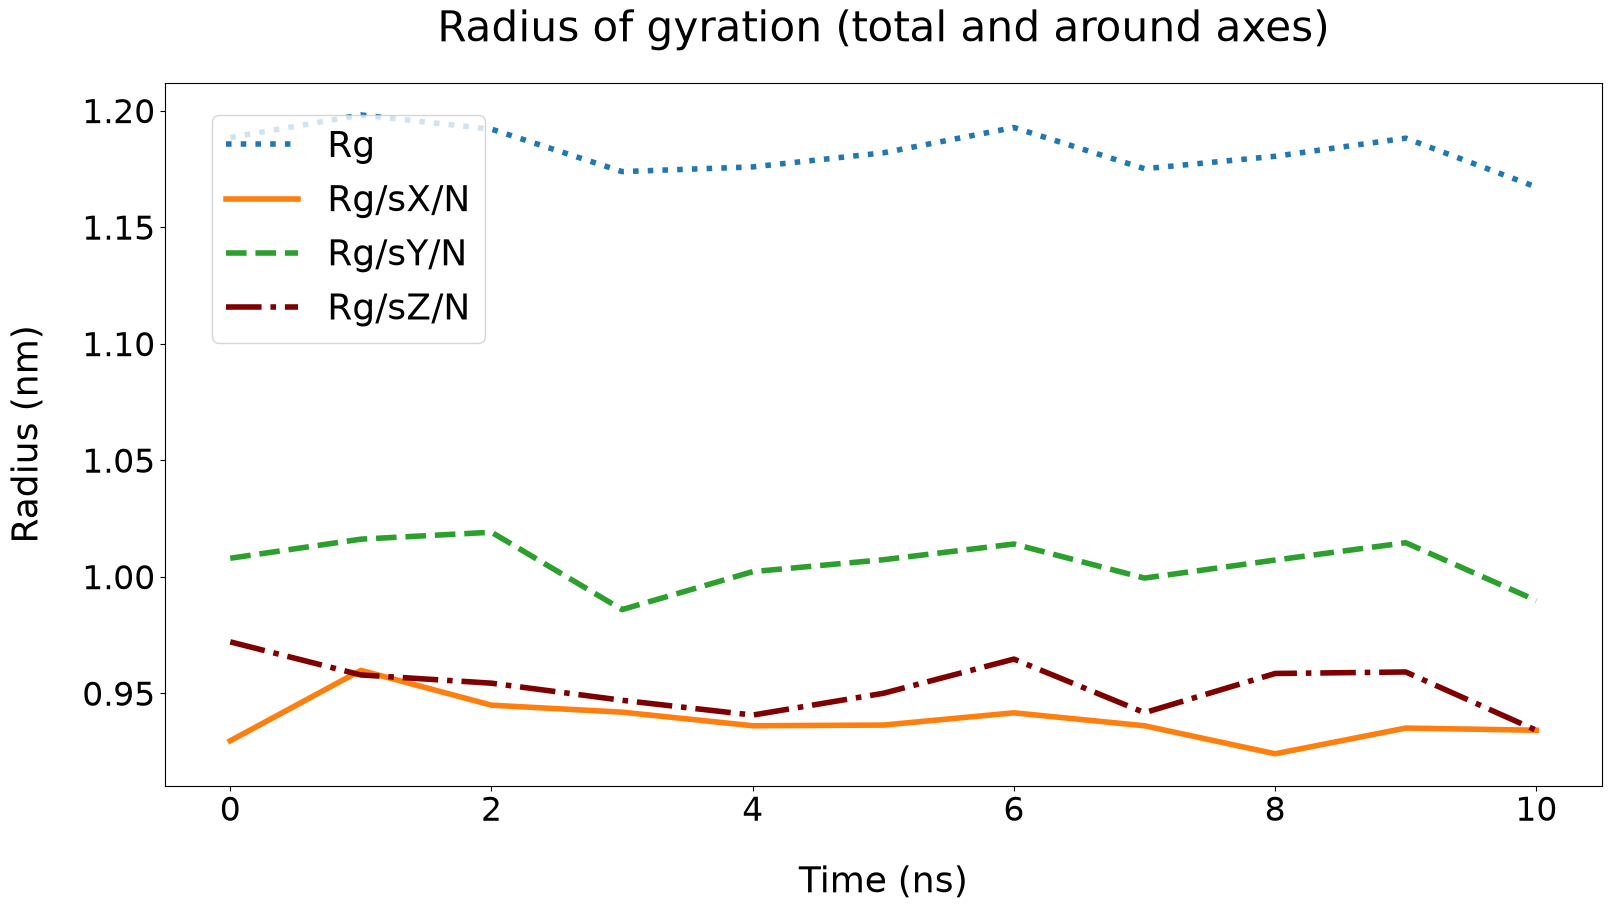 Radius of gyration (total and around axes)
1.20
1.15
1.10
1.05
1.00
0.95
Radius (nm)
Rg
Rg/sX/N
Rg/sY/N
Rg/sZ/N
0 2 4 6 8 10
Time (ns)